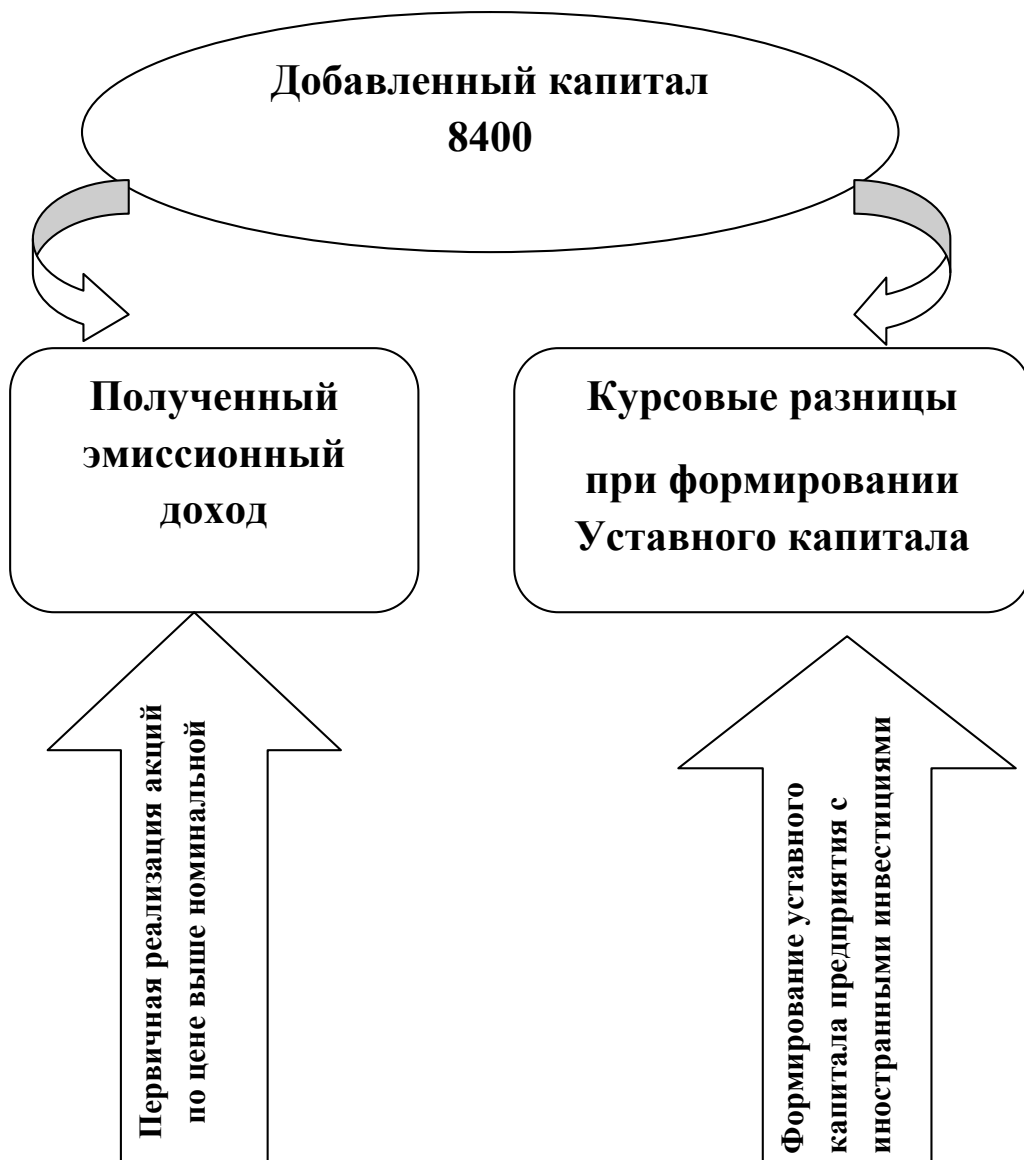 Добавленный капитал
8400
Полученный
эмиссионный
доход
Курсовые разницы
при формировании
Уставного капитала
Первичная реализация акций
по цене выше номинальной
Формирование уставного
капитала предприятия с
иностранными инвестициями